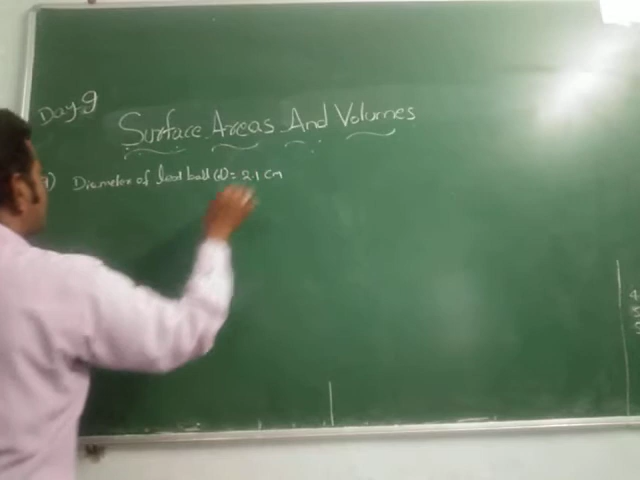 Day-9
Surface Areas And Volumes
Diameter of lead ball (d) = 2.1 cm